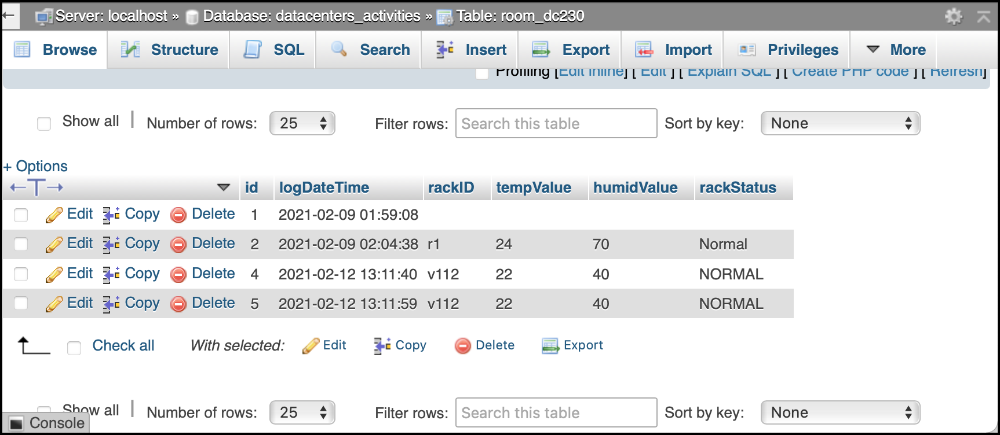 Server: localhost » Database: datacenters_activities » Table: room_dc230
Browse Structure SQL Search Insert Export Import Privileges More
Profiling [Edit inline] [ Edit ] [ Explain SQL ] [ Create PHP code ] [ Refresh]
Show all | Number of rows: 25 Filter rows: Search this table Sort by key: None
+ Options
id logDateTime rackID tempValue humidValue rackStatus
Edit Copy Delete 1 2021-02-09 01:59:08
Edit Copy Delete 2 2021-02-09 02:04:38 r1 24 70 Normal
Edit Copy Delete 4 2021-02-12 13:11:40 v112 22 40 NORMAL
Edit Copy Delete 5 2021-02-12 13:11:59 v112 22 40 NORMAL
Check all With selected: Edit Copy Delete Export
Show all | Number of rows: 25 Filter rows: Search this table Sort by key: None
Console